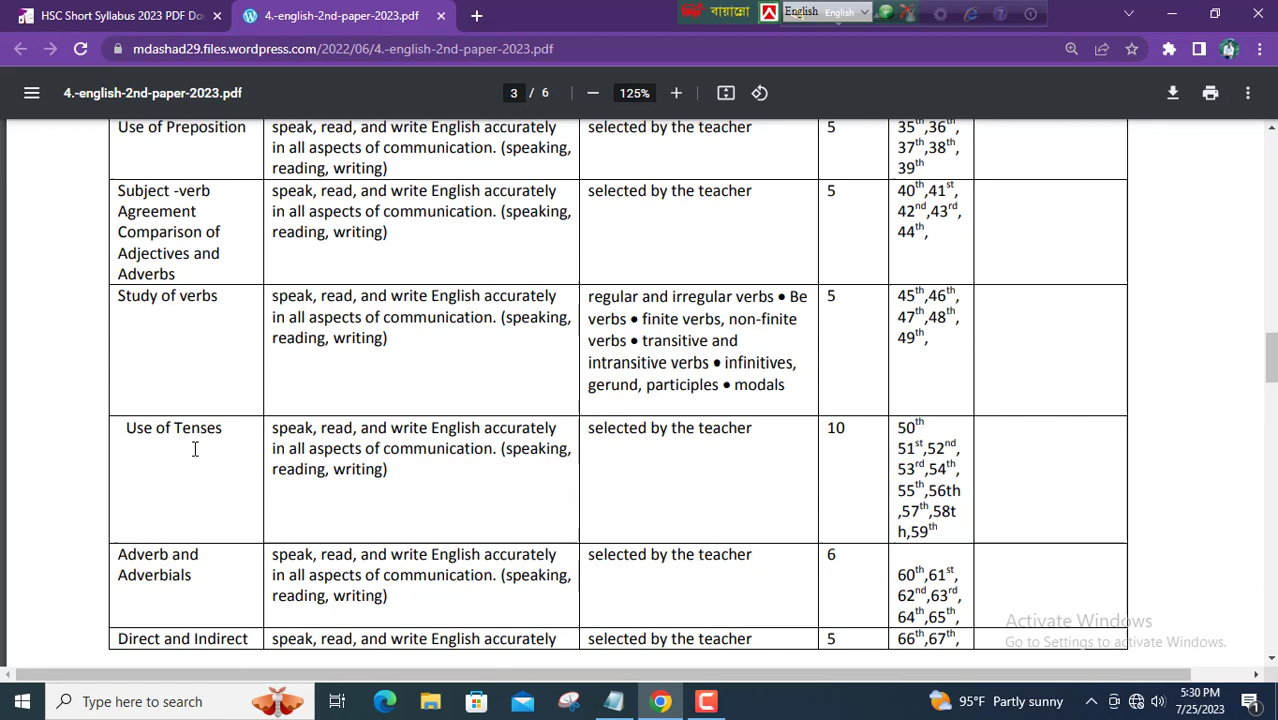 HSC Short Syllabus 2023 PDF Do
4.-english-2nd-paper-2023.pdf
বায়ান্নো
English
English
mdashad29.files.wordpress.com/2022/06/4.-english-2nd-paper-2023.pdf
4.-english-2nd-paper-2023.pdf
3 / 6
125%
Use of Preposition
speak, read, and write English accurately
in all aspects of communication. (speaking,
reading, writing)
selected by the teacher
5
35th,36th,
37th,38th,
39th
Subject -verb
Agreement
Comparison of
Adjectives and
Adverbs
speak, read, and write English accurately
in all aspects of communication. (speaking,
reading, writing)
selected by the teacher
5
40th,41st,
42nd,43rd,
44th,
Study of verbs
speak, read, and write English accurately
in all aspects of communication. (speaking,
reading, writing)
regular and irregular verbs • Be
verbs • finite verbs, non-finite
verbs • transitive and
intransitive verbs • infinitives,
gerund, participles • modals
5
45th,46th,
47th,48th,
49th,
Use of Tenses
speak, read, and write English accurately
in all aspects of communication. (speaking,
reading, writing)
selected by the teacher
10
50th
51st,52nd,
53rd,54th,
55th,56th
,57th,58t
h,59th
Adverb and
Adverbials
speak, read, and write English accurately
in all aspects of communication. (speaking,
reading, writing)
selected by the teacher
6
60th,61st,
62nd,63rd,
64th,65th,
Direct and Indirect
speak, read, and write English accurately
selected by the teacher
5
66th,67th,
Activate Windows
Go to Settings to activate Windows.
Type here to search
95°F Partly sunny
5:30 PM
7/25/2023